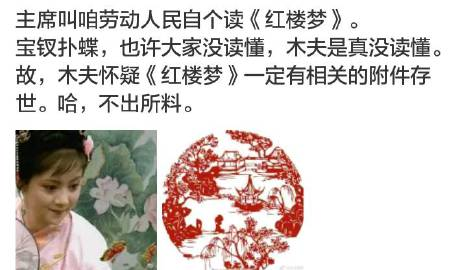 主席叫咱劳动人民自个读《红楼梦》。
宝钗扑蝶，也许大家没读懂，木夫是真没读懂。
故，木夫怀疑《红楼梦》一定有相关的附件存
世。哈，不出所料。